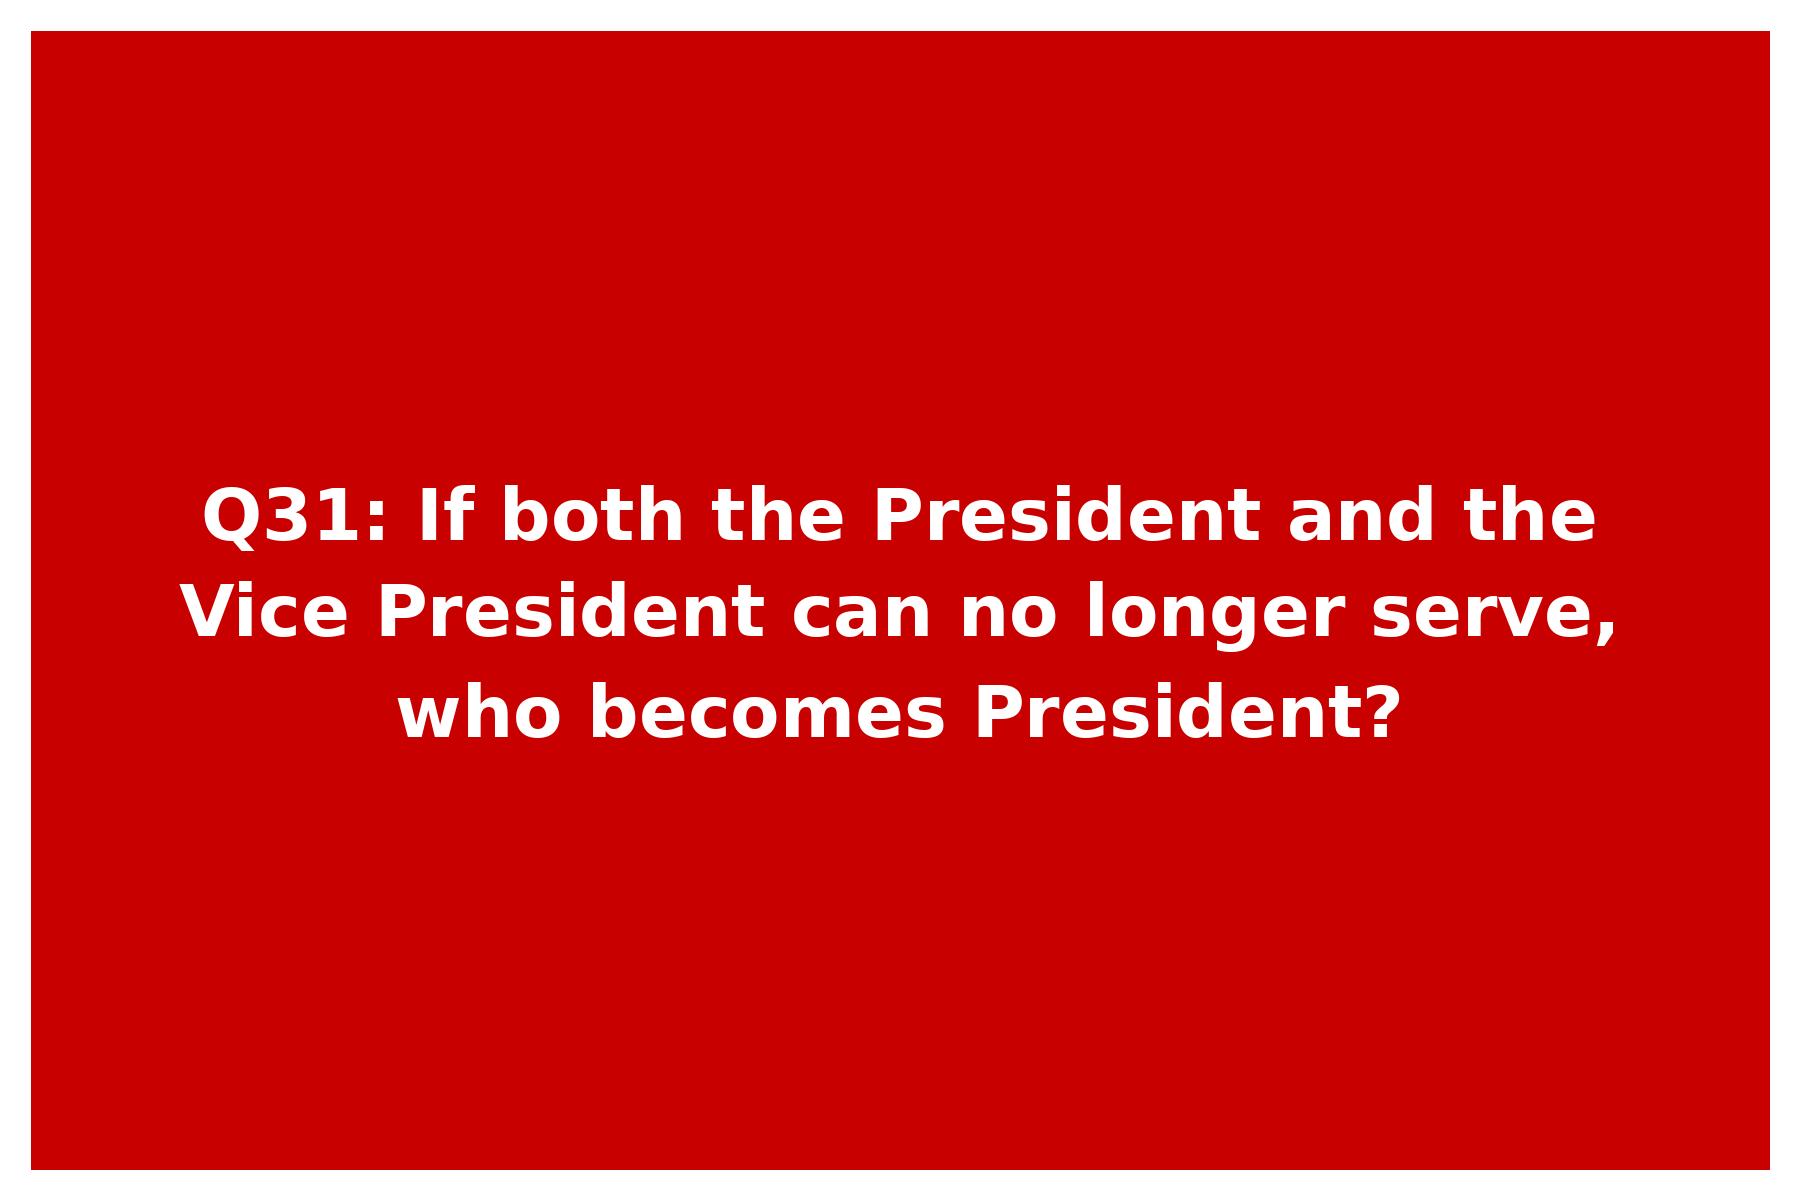 Q31: If both the President and the
Vice President can no longer serve,
who becomes President?